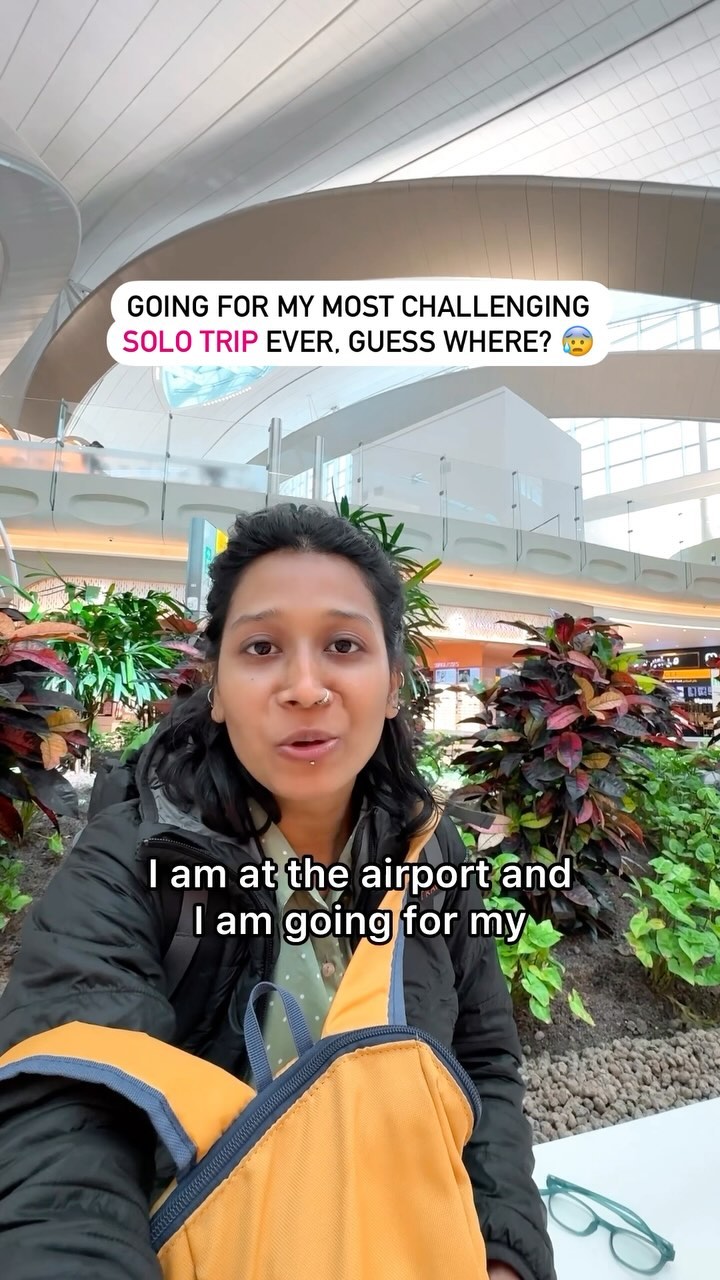 GOING FOR MY MOST CHALLENGING
SOLO TRIP EVER, GUESS WHERE? 😰
I am at the airport and
I am going for my